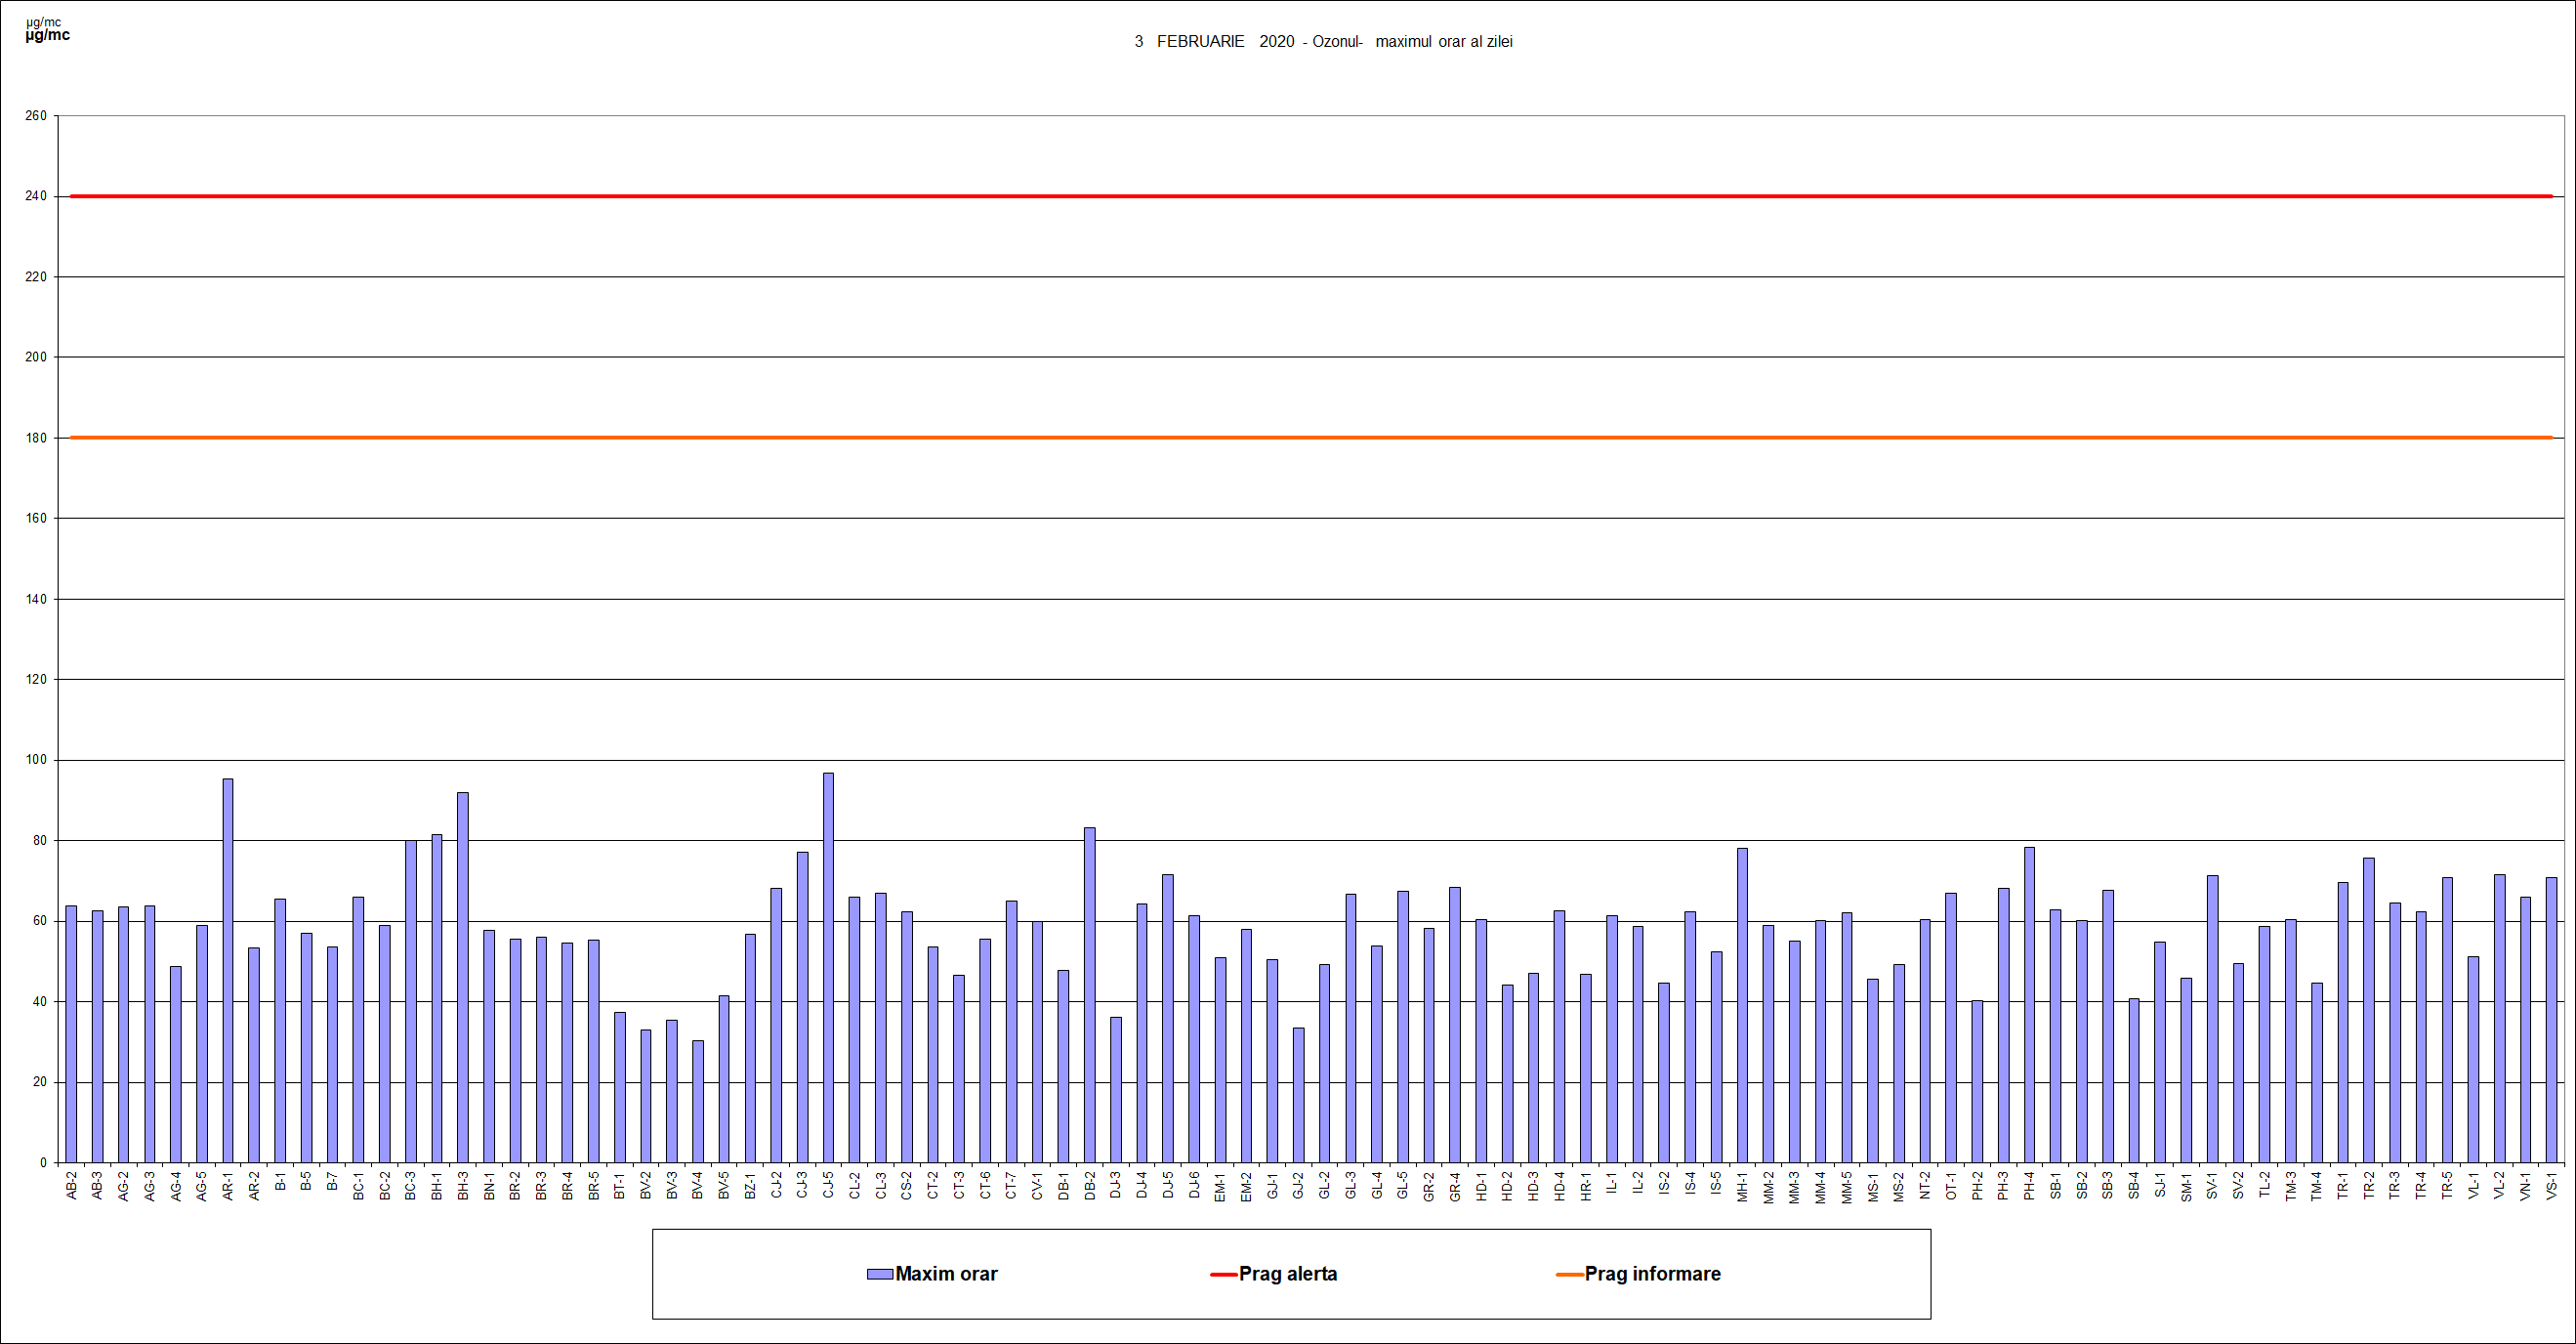 µg/mc
µg/mc
3 FEBRUARIE 2020 - Ozonul- maximul orar al zilei
260
240
220
200
180
160
140
120
100
80
60
40
20
0
AB-2 AB-3 AG-2 AG-3 AG-4 AG-5 AR-1 AR-2 B-1 B-5 B-7 BC-1 BC-2 BC-3 BH-1 BH-3 BN-1 BR-2 BR-3 BR-4 BR-5 BT-1 BV-2 BV-3 BV-4 BV-5 BZ-1 CJ-2 CJ-3 CJ-5 CL-2 CL-3 CS-2 CT-2 CT-3 CT-6 CT-7 CV-1 DB-1 DB-2 DJ-3 DJ-4 DJ-5 DJ-6 EM-1 EM-2 GJ-1 GJ-2 GL-2 GL-3 GL-4 GL-5 GR-2 GR-4 HD-1 HD-2 HD-3 HD-4 HR-1 IL-1 IL-2 IS-2 IS-4 IS-5 MH-1 MM-2 MM-3 MM-4 MM-5 MS-1 MS-2 NT-2 OT-1 PH-2 PH-3 PH-4 SB-1 SB-2 SB-3 SB-4 SJ-1 SM-1 SV-1 SV-2 TL-2 TM-3 TM-4 TR-1 TR-2 TR-3 TR-4 TR-5 VL-1 VL-2 VN-1 VS-1
Maxim orar Prag alerta Prag informare